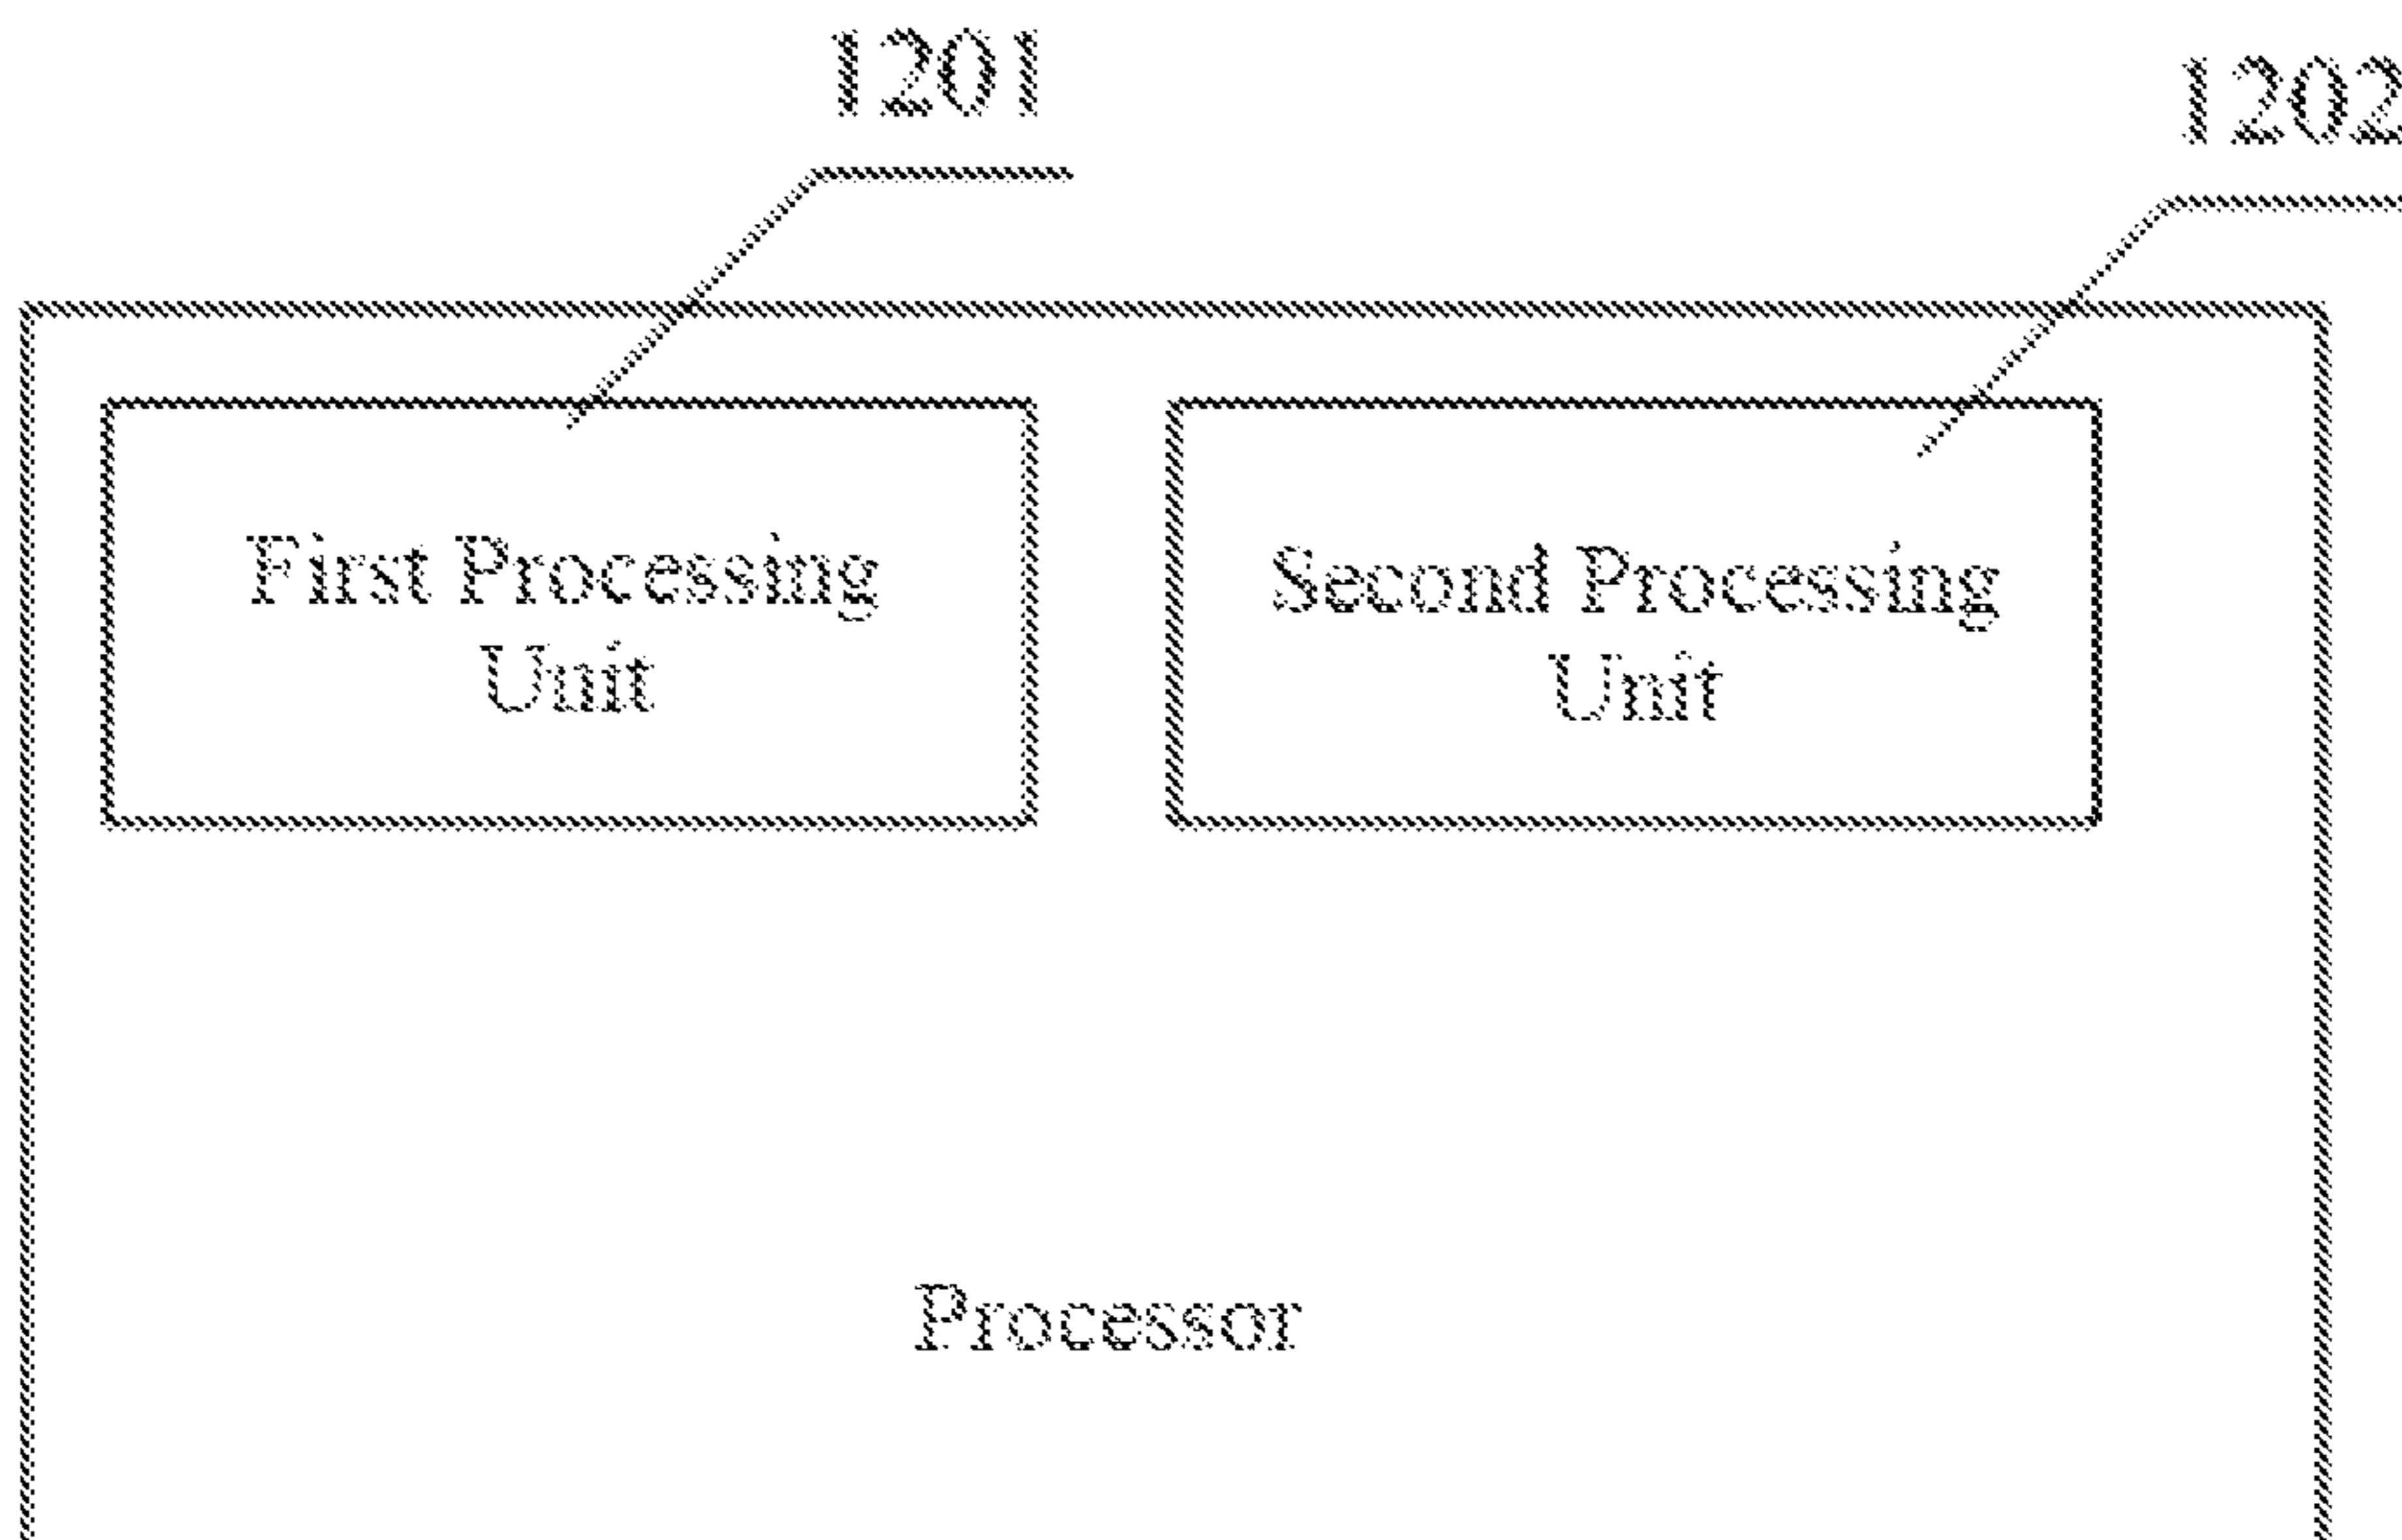 1201
1202
First Processing
Unit
Second Processing
Unit
Processor